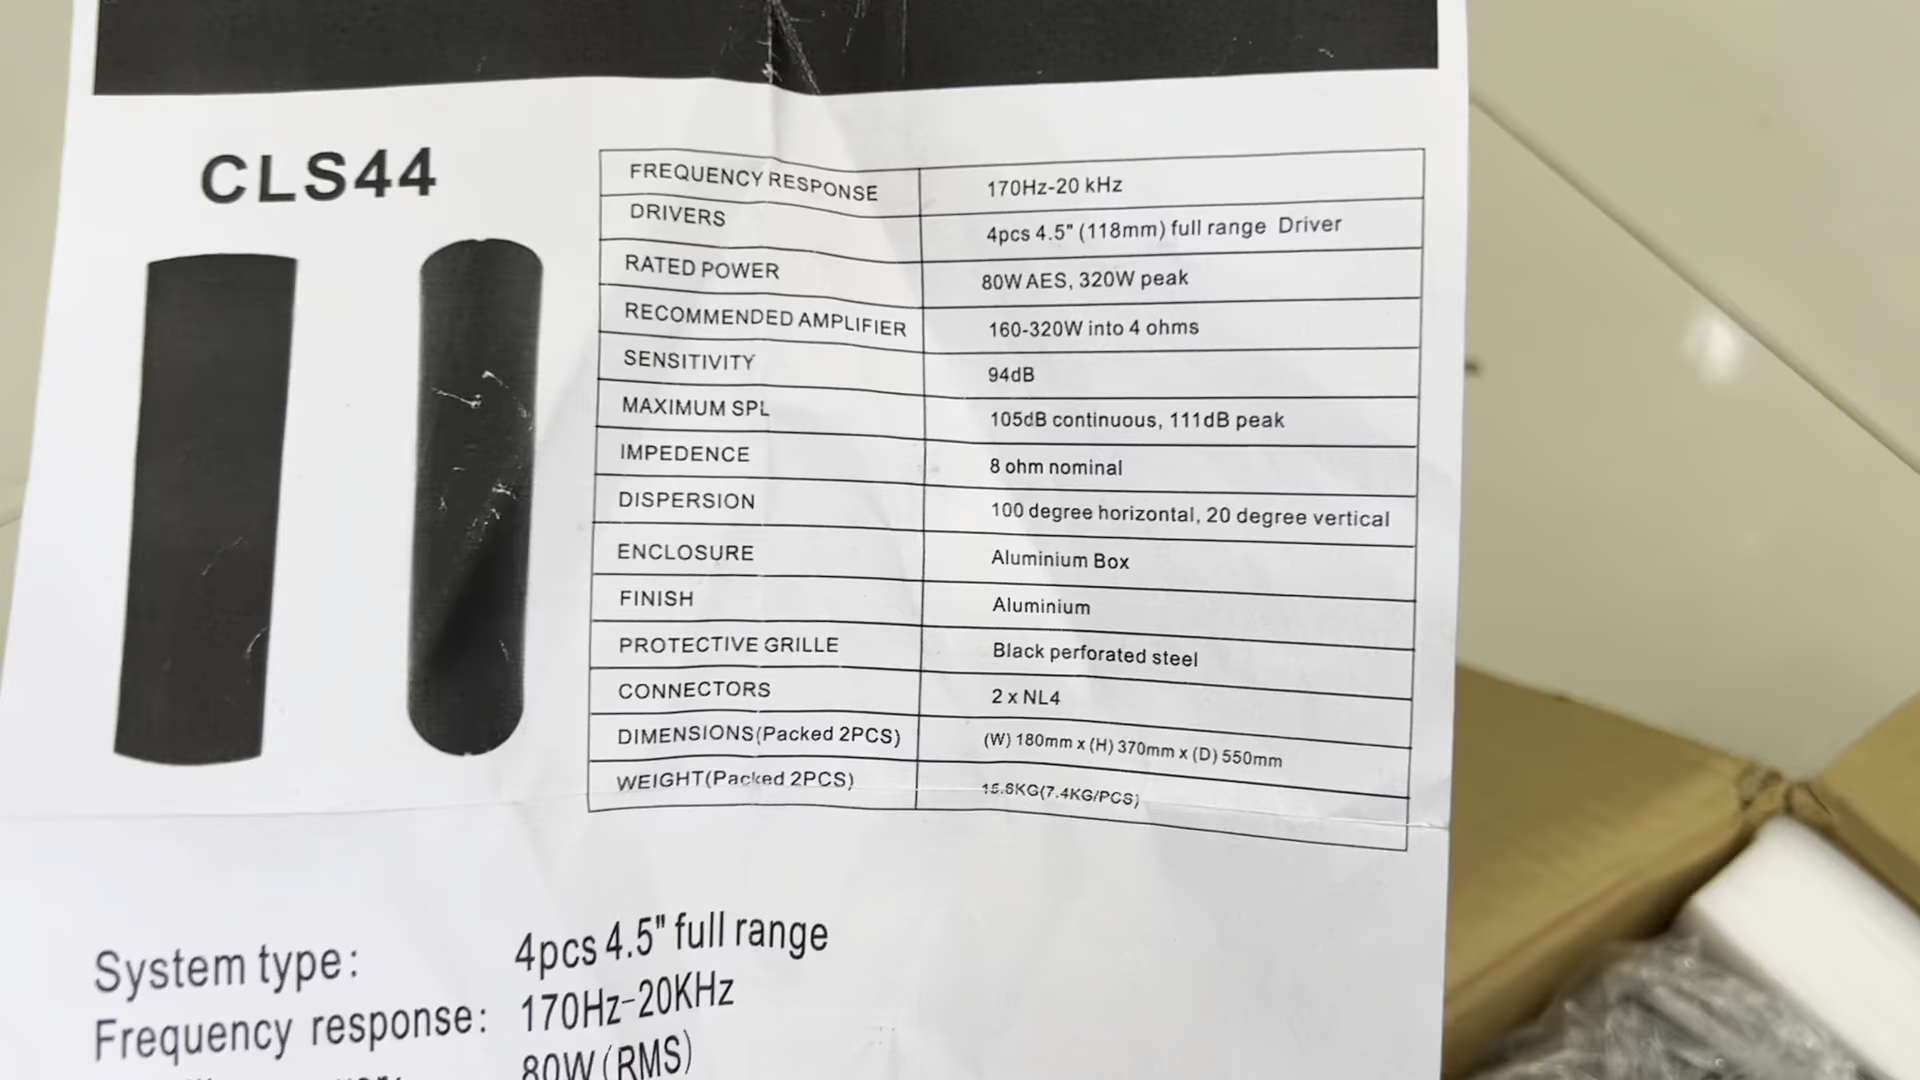 CLS44
FREQUENCY RESPONSE 170Hz-20 kHz
DRIVERS 4pcs 4.5" (118mm) full range Driver
RATED POWER 80W AES, 320W peak
RECOMMENDED AMPLIFIER 160-320W into 4 ohms
SENSITIVITY 94dB
MAXIMUM SPL 105dB continuous, 111dB peak
IMPEDENCE 8 ohm nominal
DISPERSION 100 degree horizontal, 20 degree vertical
ENCLOSURE Aluminium Box
FINISH Aluminium
PROTECTIVE GRILLE Black perforated steel
CONNECTORS 2 x NL4
DIMENSIONS(Packed 2PCS) (W) 180mm x (H) 370mm x (D) 550mm
WEIGHT(Packed 2PCS) (7.4KG/PCS)
System type: 4pcs 4.5" full range
Frequency response: 170Hz-20KHz
80W(RMS)